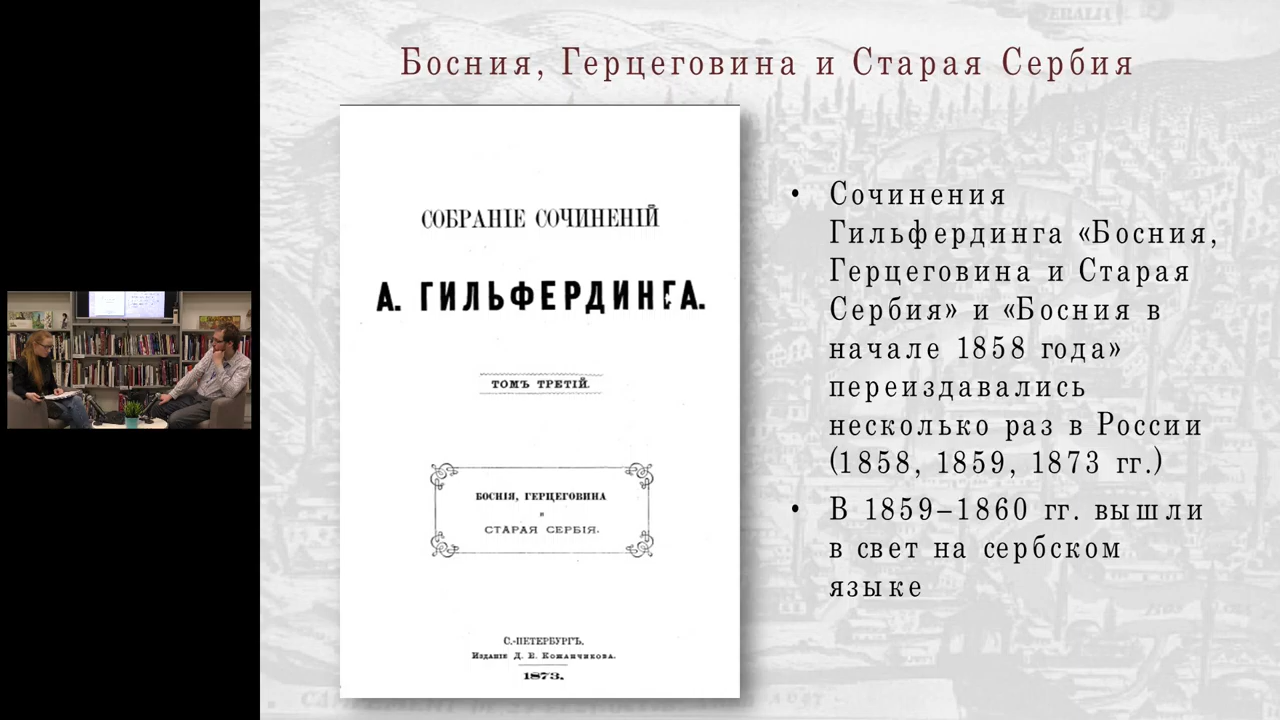 Босния, Герцеговина и Старая Сербия
СОБРАНІЕ СОЧИНЕНІЙ
А. ГИЛЬФЕРДИНГА.
ТОМЪ ТРЕТІЙ.
БОСНІЯ, ГЕРЦЕГОВИНА
и
СТАРАЯ СЕРБІЯ.
С.-ПЕТЕРБУРГЪ.
Изданіе Д. Е. Кожанчикова.
1873.
• Сочинения
Гильфердинга «Босния,
Герцеговина и Старая
Сербия» и «Босния в
начале 1858 года»
переиздавались
несколько раз в России
(1858, 1859, 1873 гг.)
• В 1859–1860 гг. вышли
в свет на сербском
языке